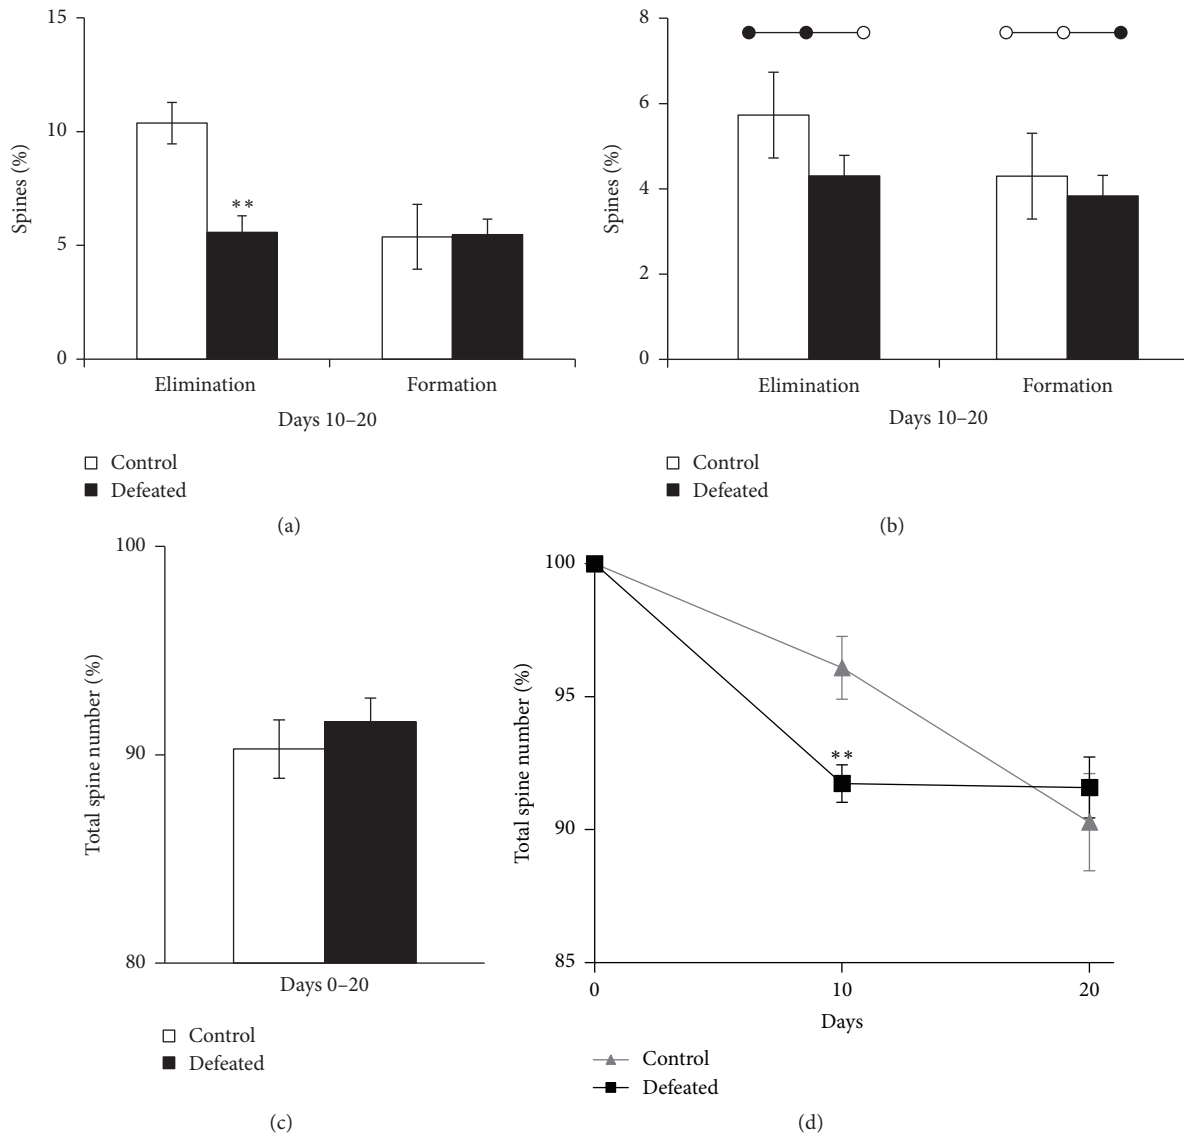 15
10
5
0
Spines (%)
**
Elimination
Formation
Days 10–20
Control
Defeated
(a)
8
6
4
2
0
Spines (%)
Elimination
Formation
Days 10–20
Control
Defeated
(b)
100
90
80
Total spine number (%)
Days 0–20
Control
Defeated
(c)
100
95
90
85
Total spine number (%)
**
0
10
20
Days
Control
Defeated
(d)